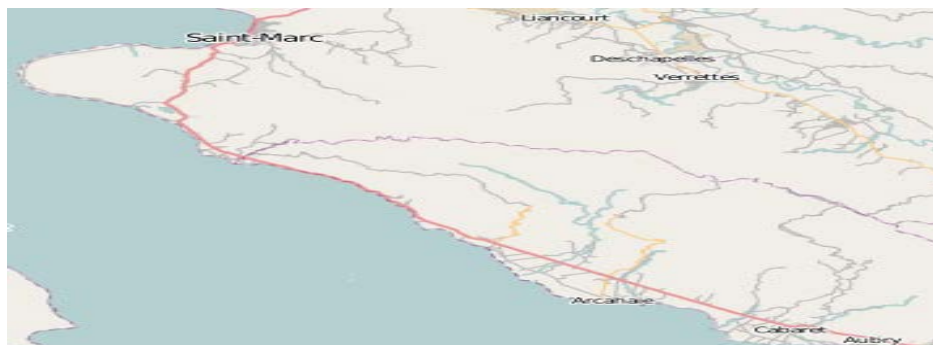 Liancourt
Saint-Marc
Deschapelles
Verrettes
Arcahaie
Cabaret
Aubry